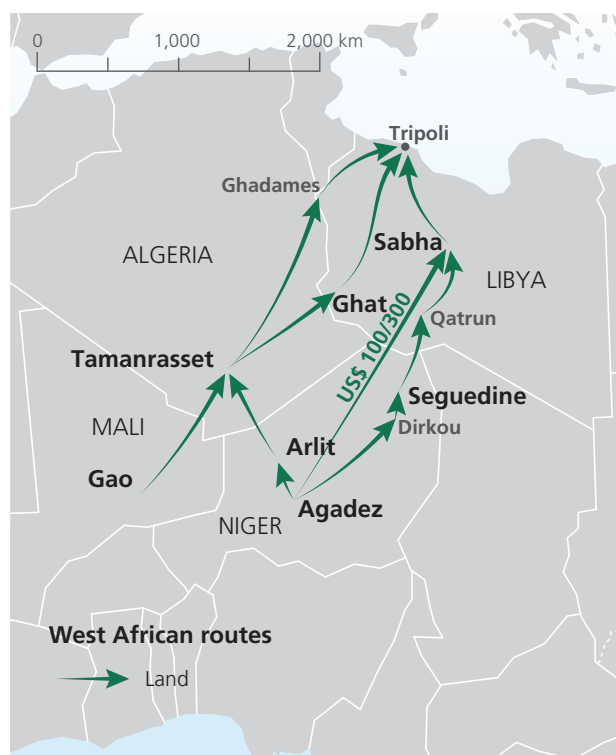 0 1,000 2,000 km
Tripoli
Ghadames
Sabha
ALGERIA
LIBYA
Ghat
US$ 100/300
Qatrun
Tamanrasset
Seguedine
MALI
Dirkou
Arlit
Gao
Agadez
NIGER
West African routes
Land